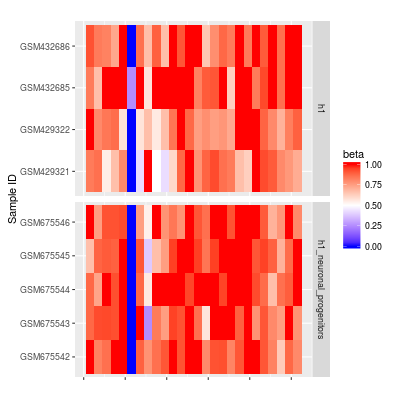 GSM432686
GSM432685
GSM429322
GSM429321
h1
GSM675546
GSM675545
GSM675544
GSM675543
GSM675542
h1_neuronal_progenitors
Sample ID
beta
1.00
0.75
0.50
0.25
0.00